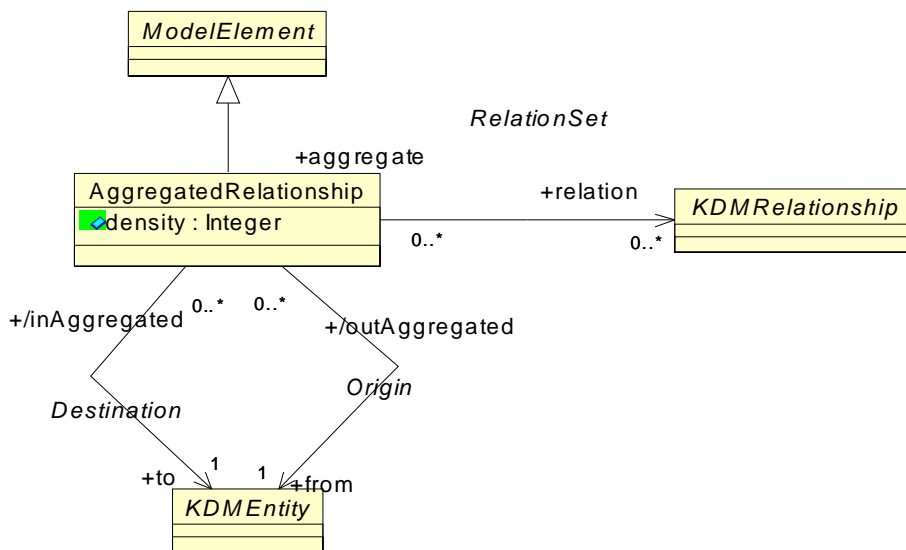 ModelElement
RelationSet
+aggregate
AggregatedRelationship
density : Integer
+relation
KDMRelationship
0..*
0..*
0..*
0..*
+/inAggregated
+/outAggregated
Destination
Origin
1
1
+to
+from
KDMEntity